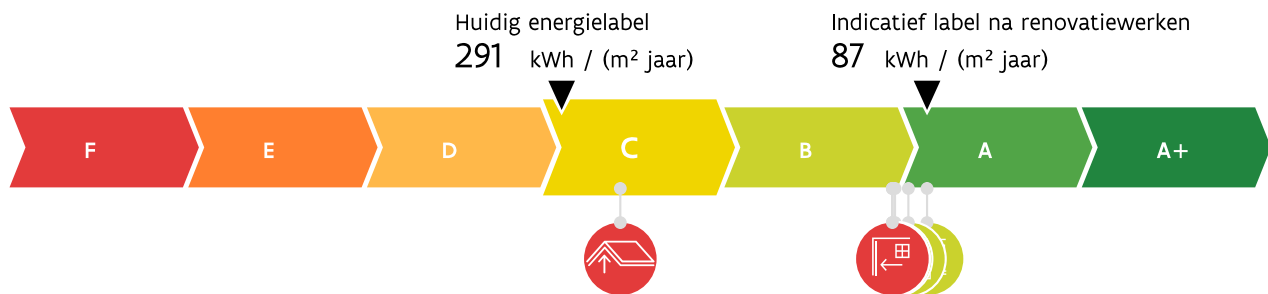 Huidig energielabel
291 kWh / (m² jaar)
Indicatief label na renovatiewerken
87 kWh / (m² jaar)
F E D C B A A+